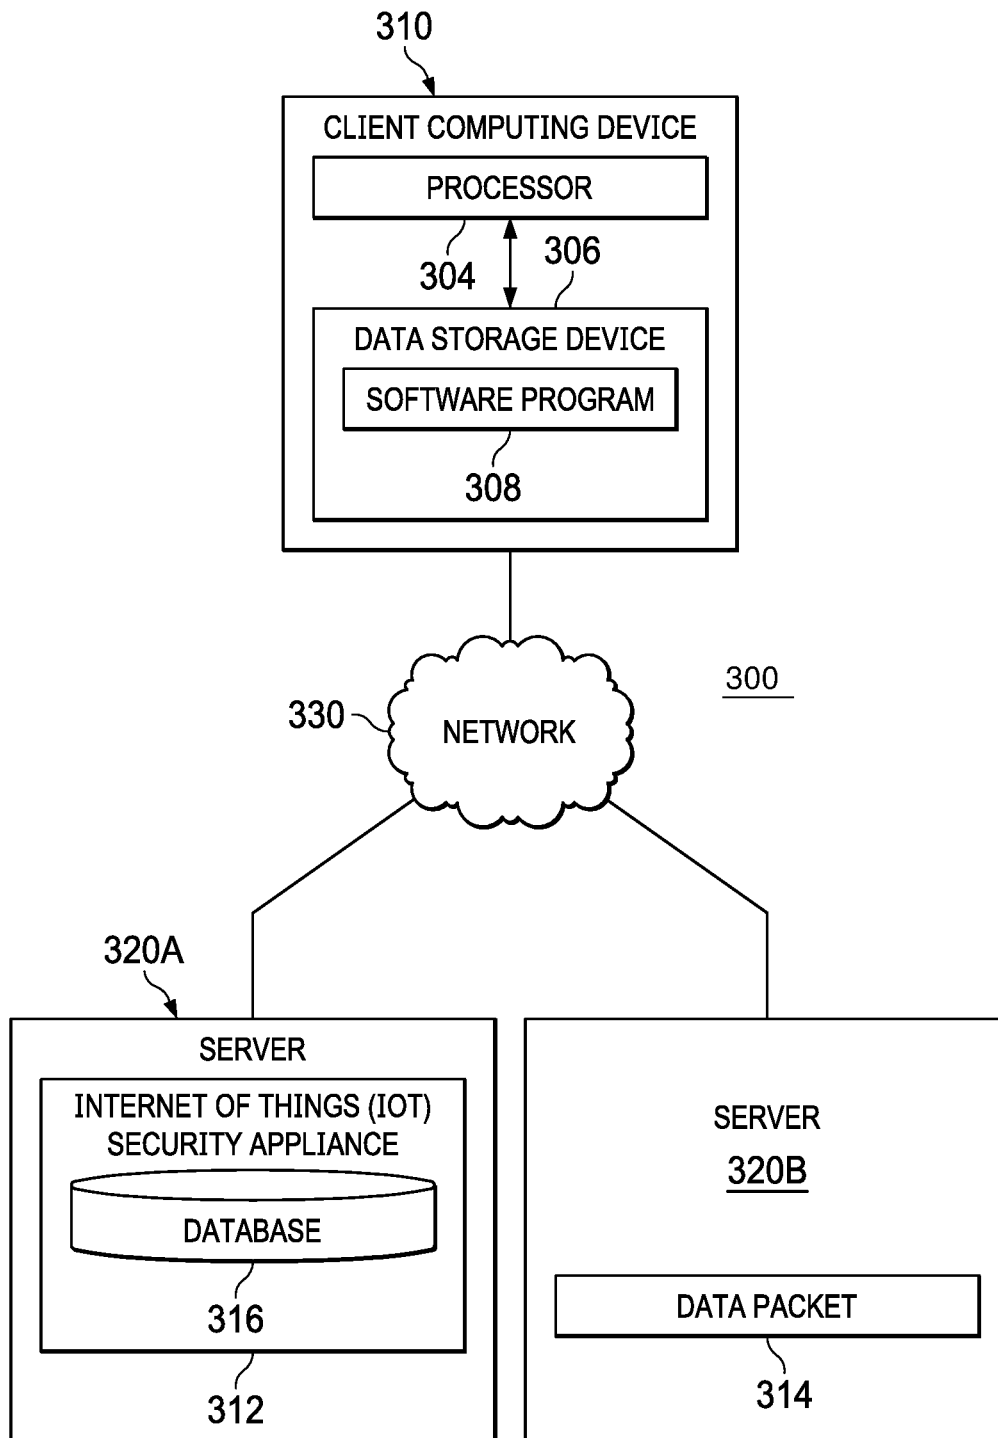 310
CLIENT COMPUTING DEVICE
PROCESSOR
304
306
DATA STORAGE DEVICE
SOFTWARE PROGRAM
308
300
330
NETWORK
320A
SERVER
INTERNET OF THINGS (IOT)
SECURITY APPLIANCE
DATABASE
316
312
SERVER
320B
DATA PACKET
314